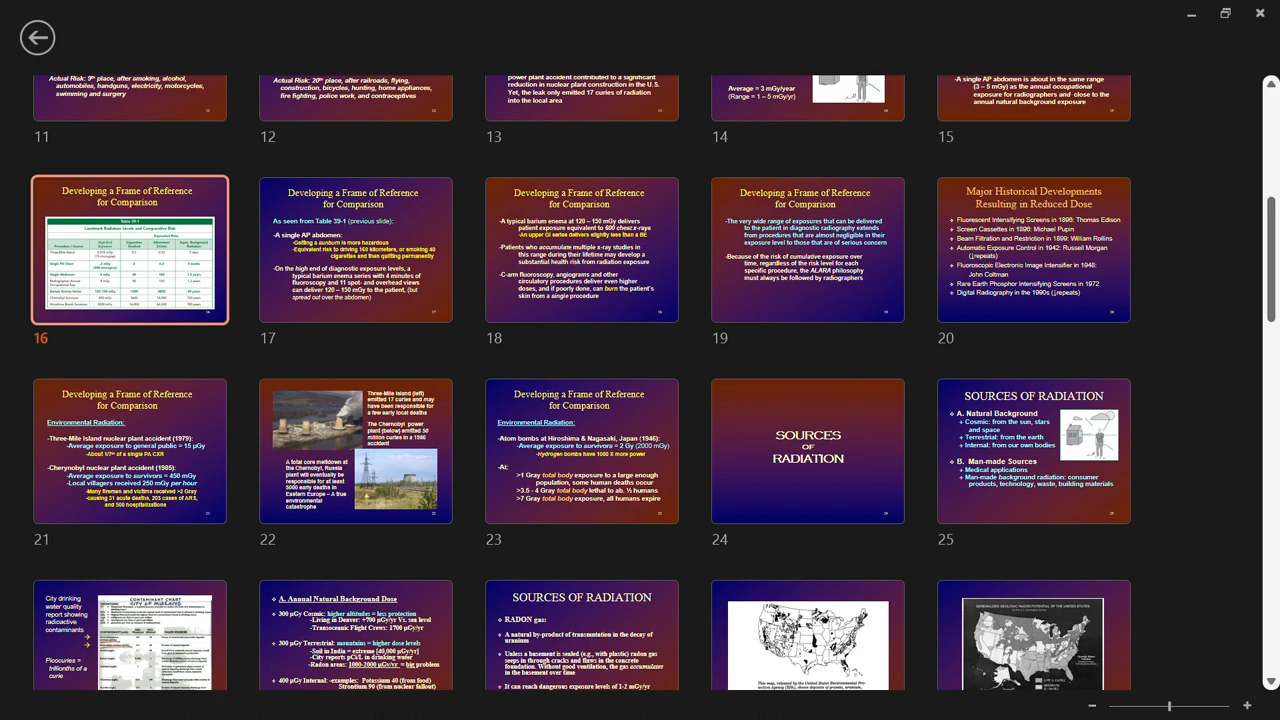 Actual Risk: 9th place, after smoking, alcohol,
automobiles, handguns, electricity, motorcycles,
swimming and surgery
11
Actual Risk: 20th place, after railroads, flying,
construction, bicycles, hunting, home appliances,
fire fighting, police work, and contraceptives
12
power plant accident contributed to a significant
reduction in nuclear plant construction in the U.S.
Yet, the leak only emitted 17 curies of radiation
into the local area
13
Average = 3 mGy/year
(Range = 1 – 5 mGy/yr)
14
-A single AP abdomen is about in the same range
(3 – 5 mGy) as the annual occupational
exposure for radiographers and close to the
annual natural background exposure
15
Developing a Frame of Reference
for Comparison
Table 39-1
Landmark Radiation Levels and Comparative Risk
16
Developing a Frame of Reference
for Comparison
As seen from Table 39-1 (previous slide):
-A single AP abdomen:
-Getting a sunburn is more hazardous
-Equivalent risk to driving 160 kilometers, or smoking 40
cigarettes and then quitting permanently
-On the high end of diagnostic exposure levels, a
typical barium enema series with 4 minutes of
fluoroscopy and 11 spot- and overhead views
can deliver 120 – 150 mGy to the patient, (but
spread out over the abdomen)
17
Developing a Frame of Reference
for Comparison
-A typical barium enema at 120 – 150 mGy delivers
patient exposure equivalent to 600 chest x-rays
-An upper GI series delivers slightly less than a BE
-Patients who accumulate multiple x-ray studies in
this range during their lifetime may develop a
substantial health risk from radiation exposure
-C-arm fluoroscopy, angiograms and other
circulatory procedures deliver even higher
doses, and if poorly done, can burn the patient's
skin from a single procedure
18
Developing a Frame of Reference
for Comparison
-The very wide range of exposures that can be delivered
to the patient in diagnostic radiography extends
from procedures that are almost negligible in their
exposure level to those that are of serious concern
Because of the risk of cumulative exposure over
time, regardless of the risk level for each
specific procedure, the ALARA philosophy
must always be followed by radiographers
19
Major Historical Developments
Resulting in Reduced Dose
Fluorescent Intensifying Screens in 1896: Thomas Edison
Screen Cassettes in 1896: Michael Pupin
Beam Filtration and Restriction in 1899: William Rollins
Automatic Exposure Control in 1942: Russell Morgan
(↓repeats)
Fluoroscopic Electronic Image Intensifier in 1948:
John Coltman
Rare Earth Phosphor Intensifying Screens in 1972
Digital Radiography in the 1990s (↓repeats)
20
Developing a Frame of Reference
for Comparison
Environmental Radiation:
-Three-Mile Island nuclear plant accident (1979):
-Average exposure to general public = 15 µGy
-About 1/7th of a single PA CXR
-Cherynobyl nuclear plant accident (1985):
-Average exposure to survivors = 450 mGy
-Local villagers received 250 mGy per hour
-Many firemen and victims received >2 Gray
-causing 31 acute deaths, 203 cases of ARS,
and 500 hospitalizations
21
Three-Mile Island (left)
emitted 17 curies and may
have been responsible for
a few early local deaths
The Chernobyl power
plant (below) emitted 50
million curies in a 1986
accident
A total core meltdown at
the Chernobyl, Russia
plant will eventually be
responsible for at least
5000 early deaths in
Eastern Europe – A true
environmental
catastrophe
22
Developing a Frame of Reference
for Comparison
Environmental Radiation:
-Atom bombs at Hiroshima & Nagasaki, Japan (1946):
-Average exposure to survivors = 2 Gy (2000 mGy)
-Hydrogen bombs have 1000 X more power
-At:
>1 Gray total body exposure to a large enough
population, some human deaths occur
>3.5 - 4 Gray total body lethal to ab. ½ humans
>7 Gray total body exposure, all humans expire
23
SOURCES
of
RADIATION
24
SOURCES OF RADIATION
A. Natural Background
Cosmic: from the sun, stars
and space
Terrestrial: from the earth
Internal: from our own bodies
B. Man-made Sources
Medical applications
Man-made background radiation: consumer
products, technology, waste, building materials
25
City drinking
water quality
report showing
radioactive
contaminants
Picocuries =
trillionths of a
curie
CONTAMINANT CHART
CITY OF MIDLAND
A. Annual Natural Background Dose
300 µGy Cosmic: higher altitudes = less protection
-Living in Denver: +700 µGy/yr Vs. sea level
-Transoceanic Flight Crews: 1700 µGy/yr
-Soil in India = extreme [40,000 µGy/yr]
-City reports pCi/L in drinking water
-Radon areas: 1000-2000 µGy/yr = big problem
400 µGy Internal: -examples: Potassium 40 (from food)
Strontium 90 (from nuclear fallout)
SOURCES OF RADIATION
RADON gas
A natural element in transmutation in the decay of
uranium
Unless a basement is sealed (e.g., with plastic) radon gas
seeps in through cracks and flaws in the concrete
foundation. Without good ventilation, the gas accumulates
in the basement over time
It can reach dangerous exposure levels of 1-2 mGy/yr
This map, released by the United States Environmental Pro-
GENERALIZED GEOLOGIC RADON POTENTIAL OF THE UNITED STATES